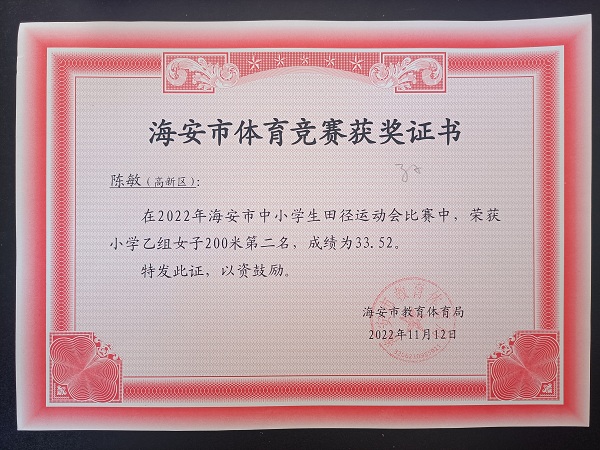 海安市体育竞赛获奖证书
陈敏（高新区）：
在2022年海安市中小学生田径运动会比赛中，荣获
小学乙组女子200米第二名，成绩为33.52。
特发此证，以资鼓励。
海安市教育体育局
2022年11月12日